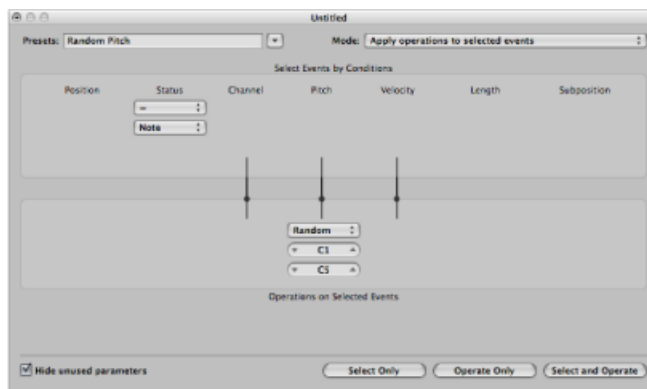 Untitled
Presets: Random Pitch Mode: Apply operations to selected events
Select Events by Conditions
Position Status Channel Pitch Velocity Length Subposition
=
Note
Random
C1
C5
Operations on Selected Events
Hide unused parameters Select Only Operate Only Select and Operate